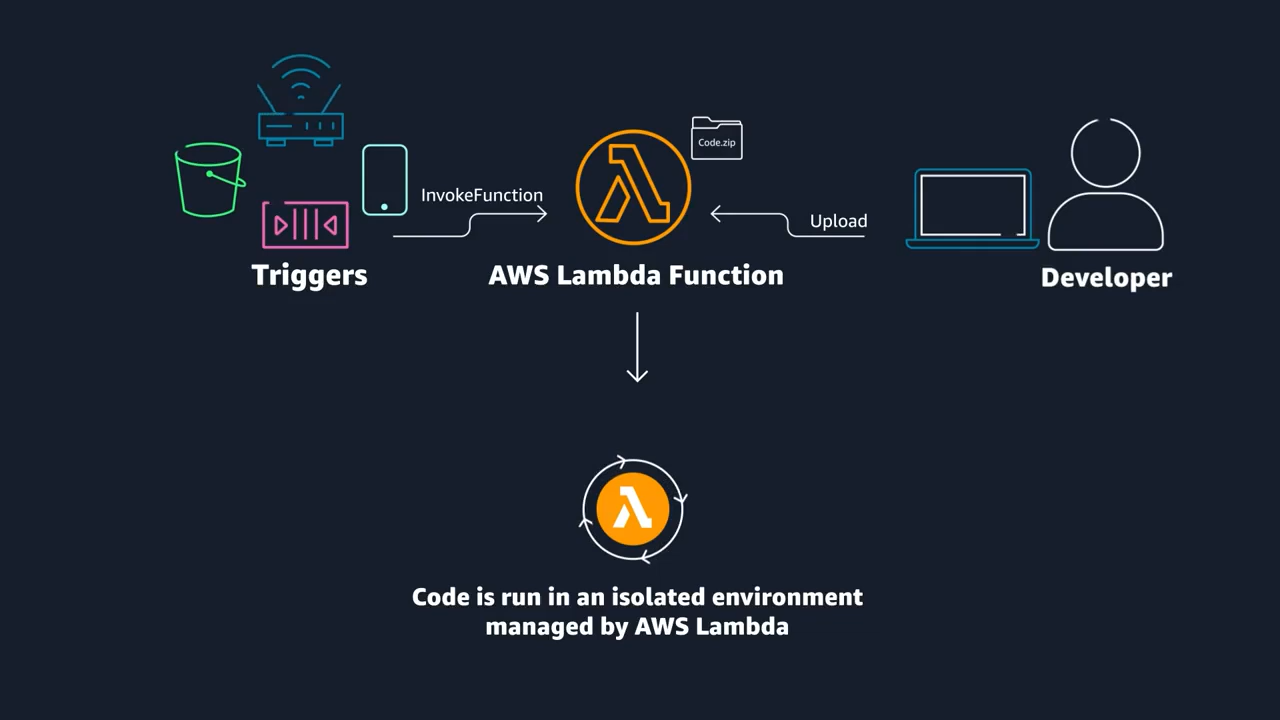 Code.zip
InvokeFunction
Upload
Triggers
AWS Lambda Function
Developer
Code is run in an isolated environment
managed by AWS Lambda